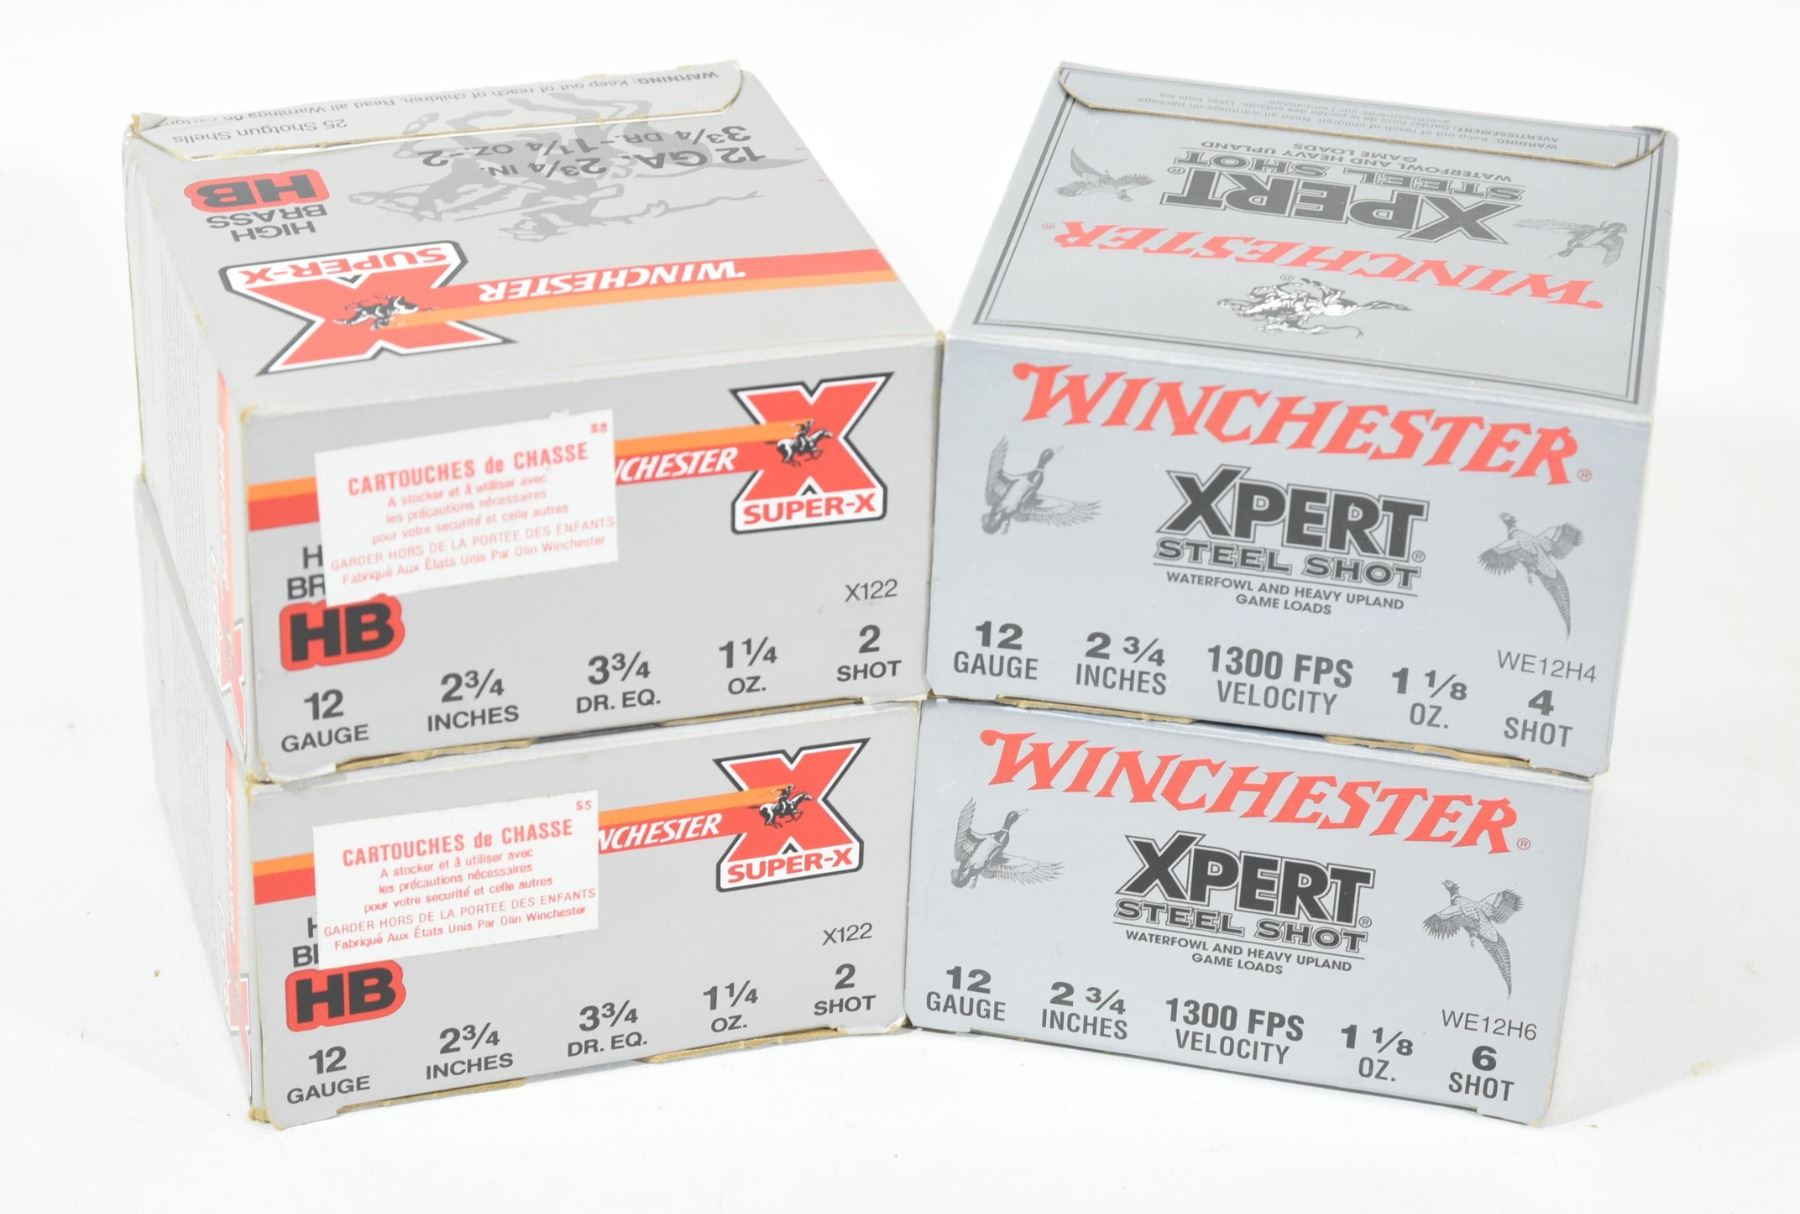 WARNING: Keep out of reach of children. Read all Warnings
25 Shotgun Shells
12 GA. 2 3/4 IN.
3 3/4 DR.-1 1/4 OZ.-2
HIGH
BRASS
HB
WINCHESTER
SUPER-X
CARTOUCHES de CHASSE
SS
A stocker et à utiliser avec
les précautions nécessaires
pour votre securité et celle autres
GARDER HORS DE LA PORTEE DES ENFANTS
Fabriqué Aux États Unis Par Olin Winchester
NCHESTER
SUPER-X
H
BR
HB
X122
12
GAUGE
2 3/4
INCHES
3 3/4
DR. EQ.
1 1/4
OZ.
2
SHOT
CARTOUCHES de CHASSE
SS
A stocker et à utiliser avec
les précautions nécessaires
pour votre securité et celle autres
GARDER HORS DE LA PORTEE DES ENFANTS
Fabriqué Aux États Unis Par Olin Winchester
NCHESTER
SUPER-X
H
B
HB
X122
12
GAUGE
2 3/4
INCHES
3 3/4
DR. EQ.
1 1/4
OZ.
2
SHOT
WINCHESTER®
XPERT®
STEEL SHOT
WATERFOWL AND HEAVY UPLAND
GAME LOADS
WINCHESTER®
XPERT®
STEEL SHOT
WATERFOWL AND HEAVY UPLAND
GAME LOADS
WE12H4
12
GAUGE
2 3/4
INCHES
1300 FPS
VELOCITY
1 1/8
OZ.
4
SHOT
WINCHESTER®
XPERT®
STEEL SHOT
WATERFOWL AND HEAVY UPLAND
GAME LOADS
WE12H6
12
GAUGE
2 3/4
INCHES
1300 FPS
VELOCITY
1 1/8
OZ.
6
SHOT